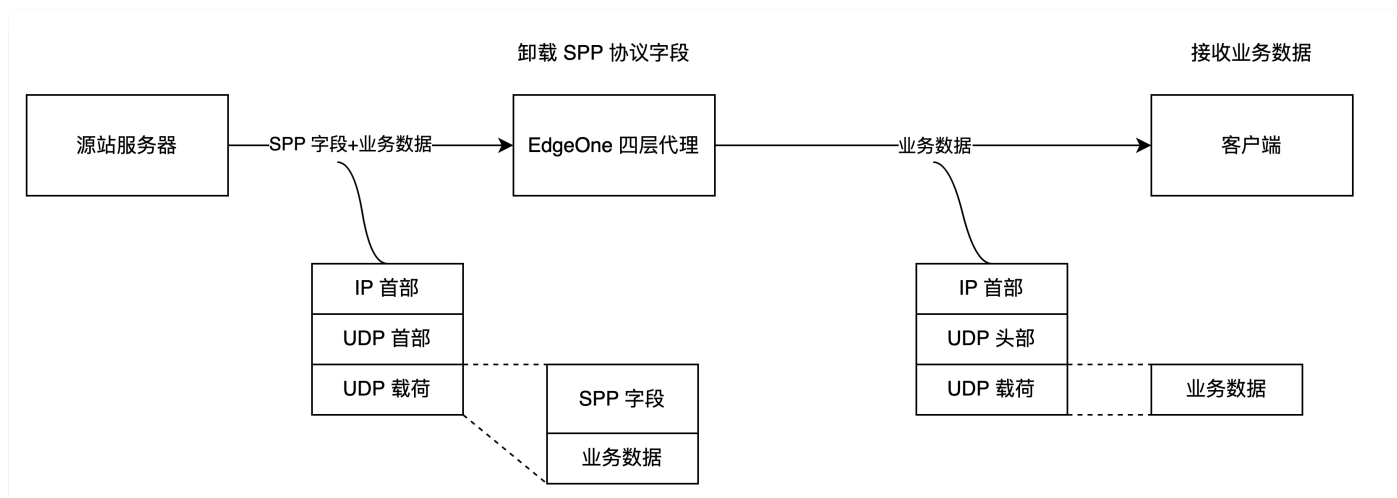 卸载 SPP 协议字段
接收业务数据
源站服务器
SPP 字段+业务数据
EdgeOne 四层代理
业务数据
客户端
IP 首部
UDP 首部
UDP 载荷
SPP 字段
业务数据
IP 首部
UDP 头部
UDP 载荷
业务数据